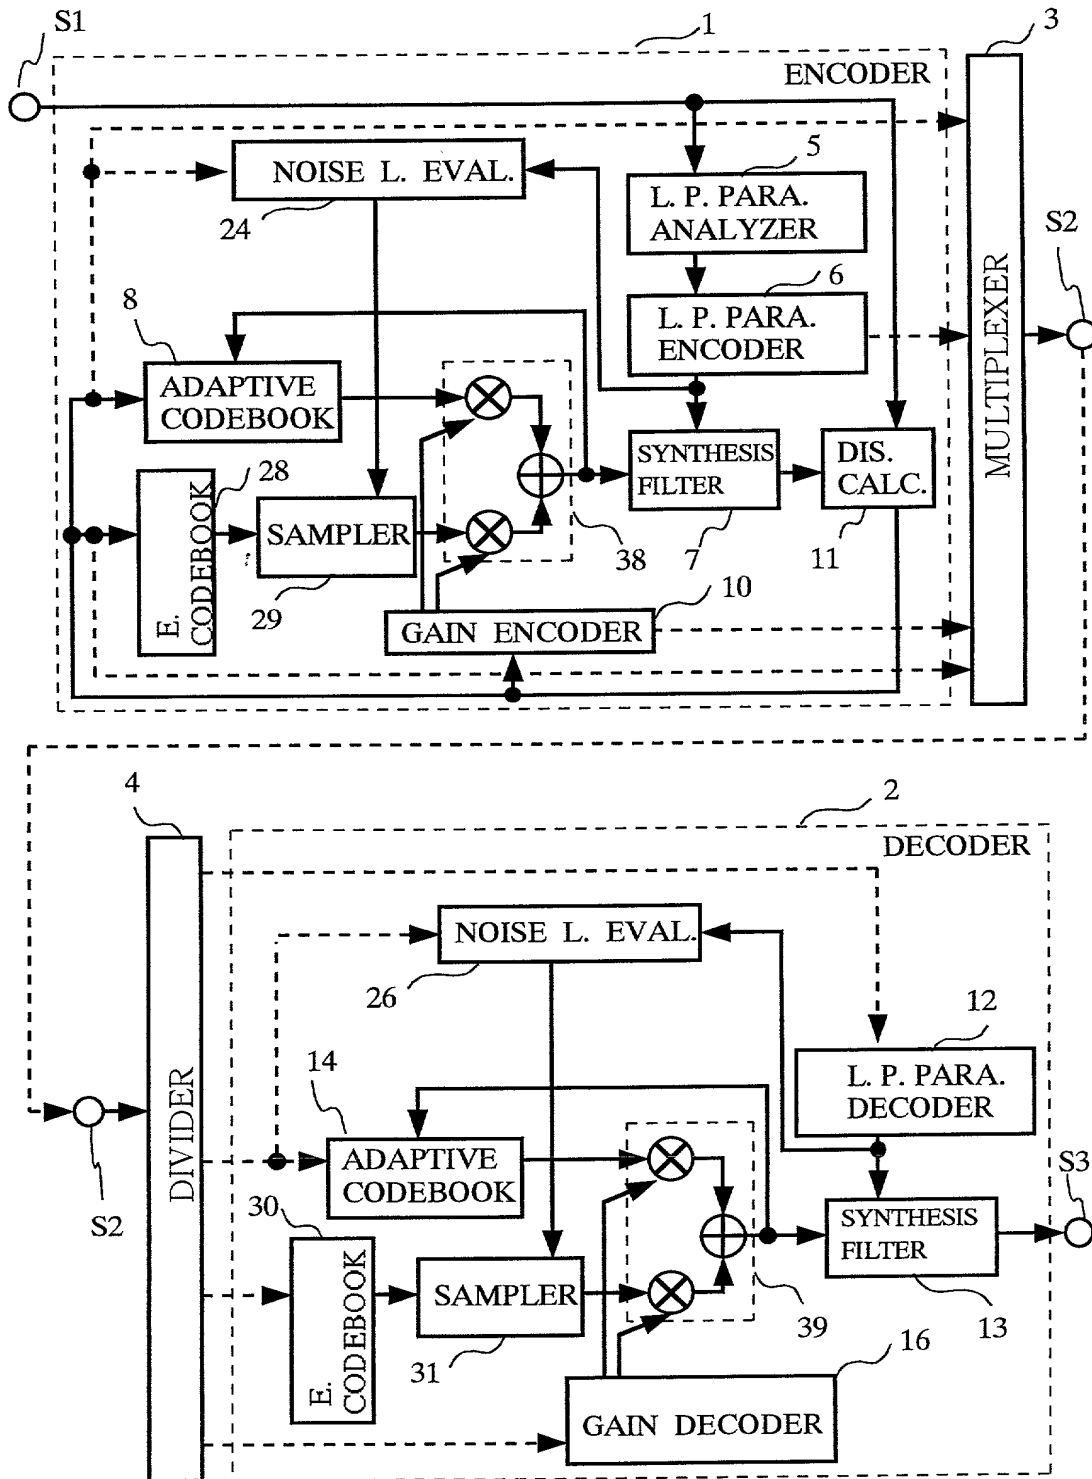 S1
1
3
ENCODER
NOISE L. EVAL.
24
5
L. P. PARA.
ANALYZER
S2
8
6
L. P. PARA.
ENCODER
MULTIPLEXER
ADAPTIVE
CODEBOOK
28
E.
CODEBOOK
SAMPLER
29
38
SYNTHESIS
FILTER
7
DIS.
CALC.
11
10
GAIN ENCODER
4
2
DECODER
NOISE L. EVAL.
26
12
L. P. PARA.
DECODER
14
DIVIDER
ADAPTIVE
CODEBOOK
S2
S3
30
E.
CODEBOOK
SAMPLER
31
39
SYNTHESIS
FILTER
13
16
GAIN DECODER